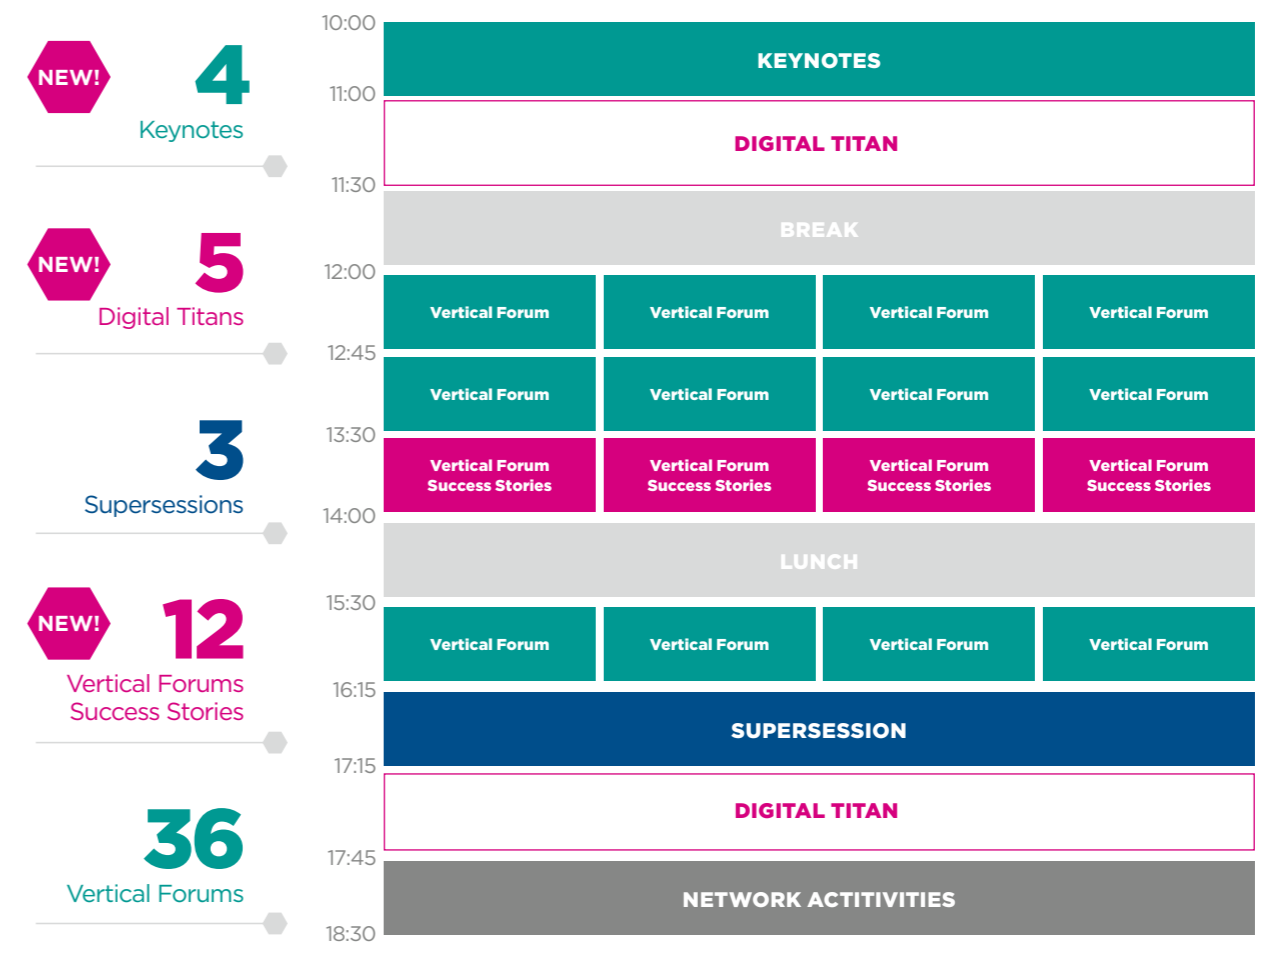 NEW!
4
Keynotes
NEW!
5
Digital Titans
3
Supersessions
NEW!
12
Vertical Forums
Success Stories
36
Vertical Forums
10:00
KEYNOTES
11:00
DIGITAL TITAN
11:30
BREAK
12:00
Vertical Forum Vertical Forum Vertical Forum Vertical Forum
12:45
Vertical Forum Vertical Forum Vertical Forum Vertical Forum
13:30
Vertical Forum Vertical Forum Vertical Forum Vertical Forum
Success Stories Success Stories Success Stories Success Stories
14:00
LUNCH
15:30
Vertical Forum Vertical Forum Vertical Forum Vertical Forum
16:15
SUPERSESSION
17:15
DIGITAL TITAN
17:45
NETWORK ACTITIVITIES
18:30